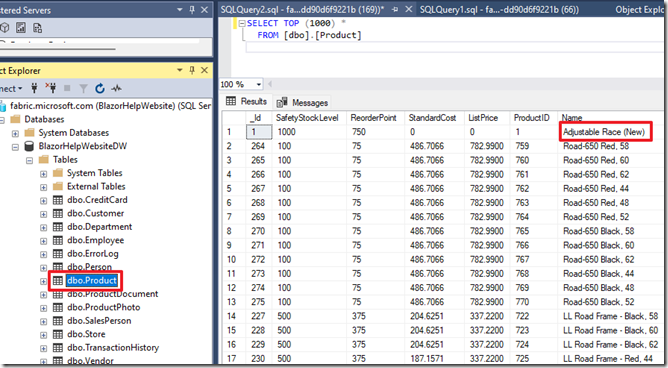 stered Servers
SQLQuery2.sql - fa...dd90d6f9221b (169))*
SQLQuery1.sql - fa...-dd90d6f9221b (66))
Object Explo
SELECT TOP (1000) *
FROM [dbo].[Product]
ct Explorer
nnect
fabric.microsoft.com (BlazorHelpWebsite) (SQL Ser
Databases
System Databases
BlazorHelpWebsiteDW
Tables
System Tables
External Tables
dbo.CreditCard
dbo.Customer
dbo.Department
dbo.Employee
dbo.ErrorLog
dbo.Person
dbo.Product
dbo.ProductDocument
dbo.ProductPhoto
dbo.SalesPerson
dbo.Store
dbo.TransactionHistory
dbo.Vendor
100 %
Results Messages
_Id SafetyStockLevel ReorderPoint StandardCost ListPrice ProductID Name
1 1 1000 750 0 0 1 Adjustable Race (New)
2 264 100 75 486.7066 782.9900 759 Road-650 Red, 58
3 265 100 75 486.7066 782.9900 760 Road-650 Red, 60
4 266 100 75 486.7066 782.9900 761 Road-650 Red, 62
5 267 100 75 486.7066 782.9900 762 Road-650 Red, 44
6 268 100 75 486.7066 782.9900 763 Road-650 Red, 48
7 269 100 75 486.7066 782.9900 764 Road-650 Red, 52
8 270 100 75 486.7066 782.9900 765 Road-650 Black, 58
9 271 100 75 486.7066 782.9900 766 Road-650 Black, 60
10 272 100 75 486.7066 782.9900 767 Road-650 Black, 62
11 273 100 75 486.7066 782.9900 768 Road-650 Black, 44
12 274 100 75 486.7066 782.9900 769 Road-650 Black, 48
13 275 100 75 486.7066 782.9900 770 Road-650 Black, 52
14 227 500 375 204.6251 337.2200 722 LL Road Frame - Black, 58
15 228 500 375 204.6251 337.2200 723 LL Road Frame - Black, 60
16 229 500 375 204.6251 337.2200 724 LL Road Frame - Black, 62
17 230 500 375 187.1571 337.2200 725 LL Road Frame - Red, 44